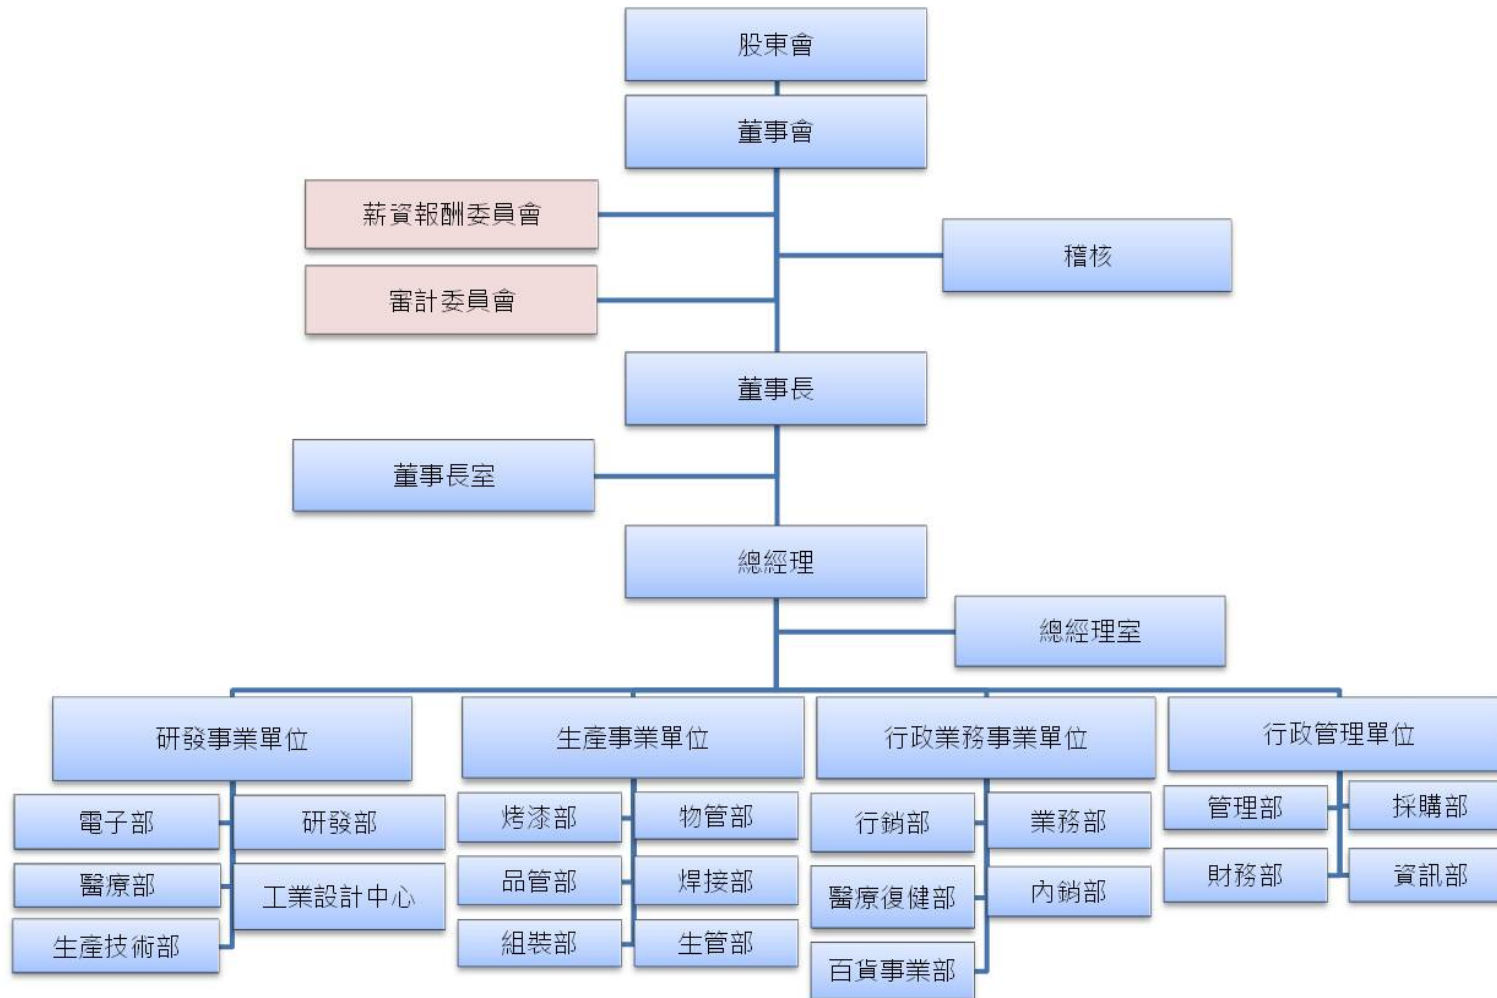 股東會
董事會
薪資報酬委員會
稽核
審計委員會
董事長
董事長室
總經理
總經理室
研發事業單位
生產事業單位
行政業務事業單位
行政管理單位
電子部
研發部
醫療部
工業設計中心
生產技術部
烤漆部
物管部
品管部
焊接部
組裝部
生管部
行銷部
業務部
醫療復健部
內銷部
百貨事業部
管理部
採購部
財務部
資訊部